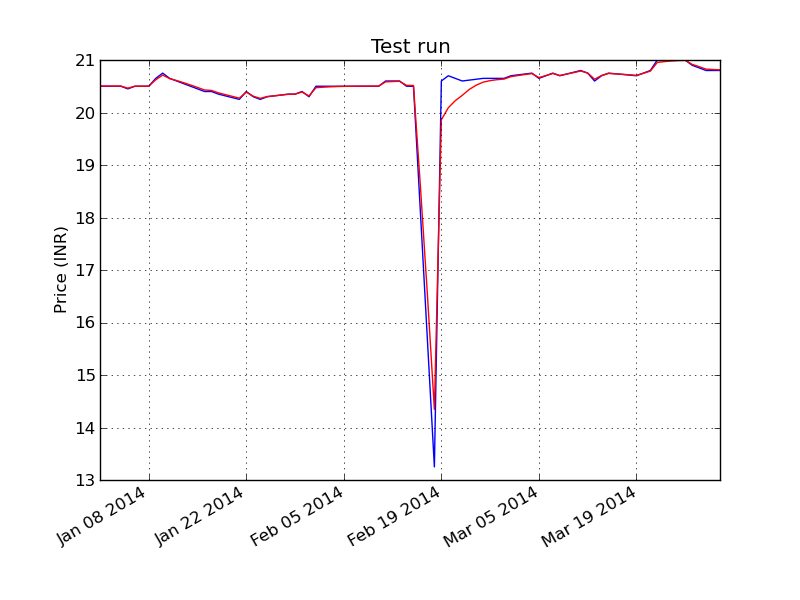 Test run
Price (INR)
21
20
19
18
17
16
15
14
13
Jan 08 2014
Jan 22 2014
Feb 05 2014
Feb 19 2014
Mar 05 2014
Mar 19 2014